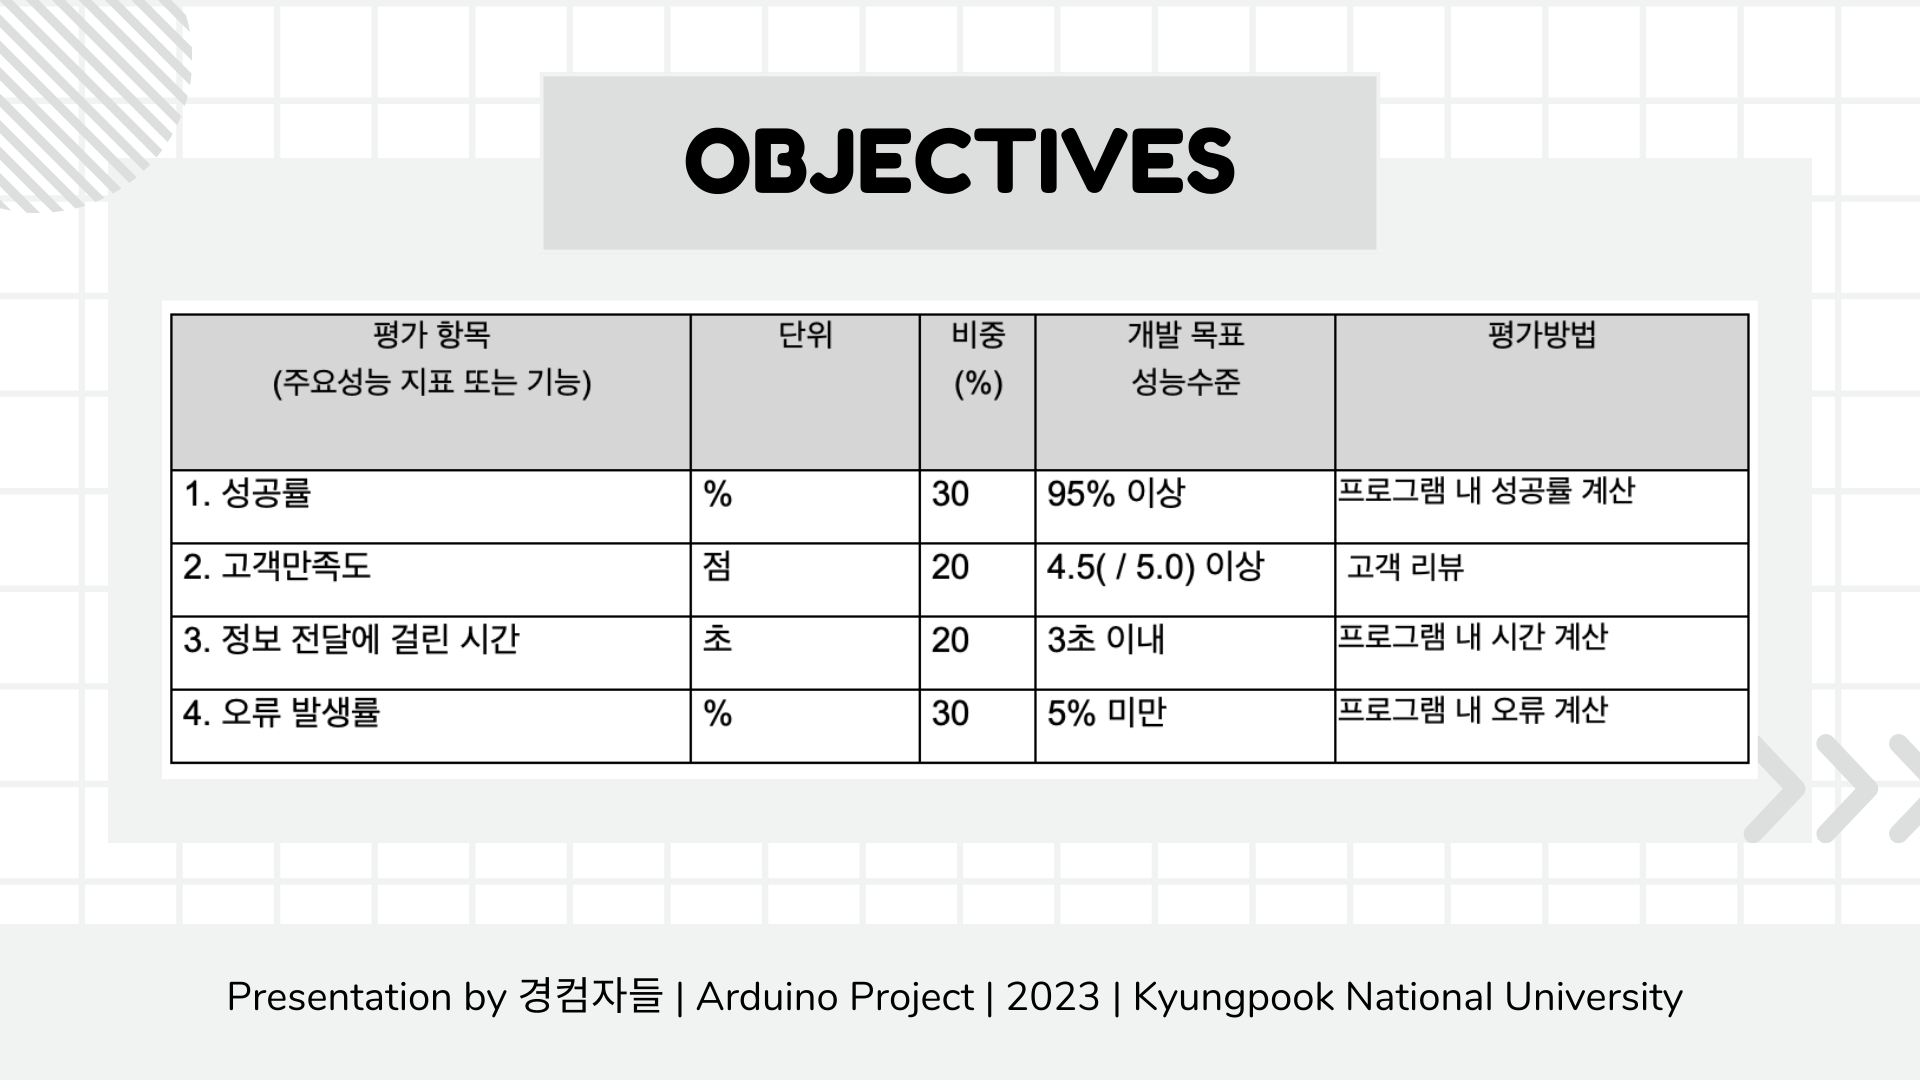 OBJECTIVES
평가 항목 단위 비중 개발 목표 평가방법
(주요성능 지표 또는 기능) (%) 성능수준
1. 성공률 % 30 95% 이상 프로그램 내 성공률 계산
2. 고객만족도 점 20 4.5( / 5.0) 이상 고객 리뷰
3. 정보 전달에 걸린 시간 초 20 3초 이내 프로그램 내 시간 계산
4. 오류 발생률 % 30 5% 미만 프로그램 내 오류 계산
Presentation by 경컴자들 | Arduino Project | 2023 | Kyungpook National University